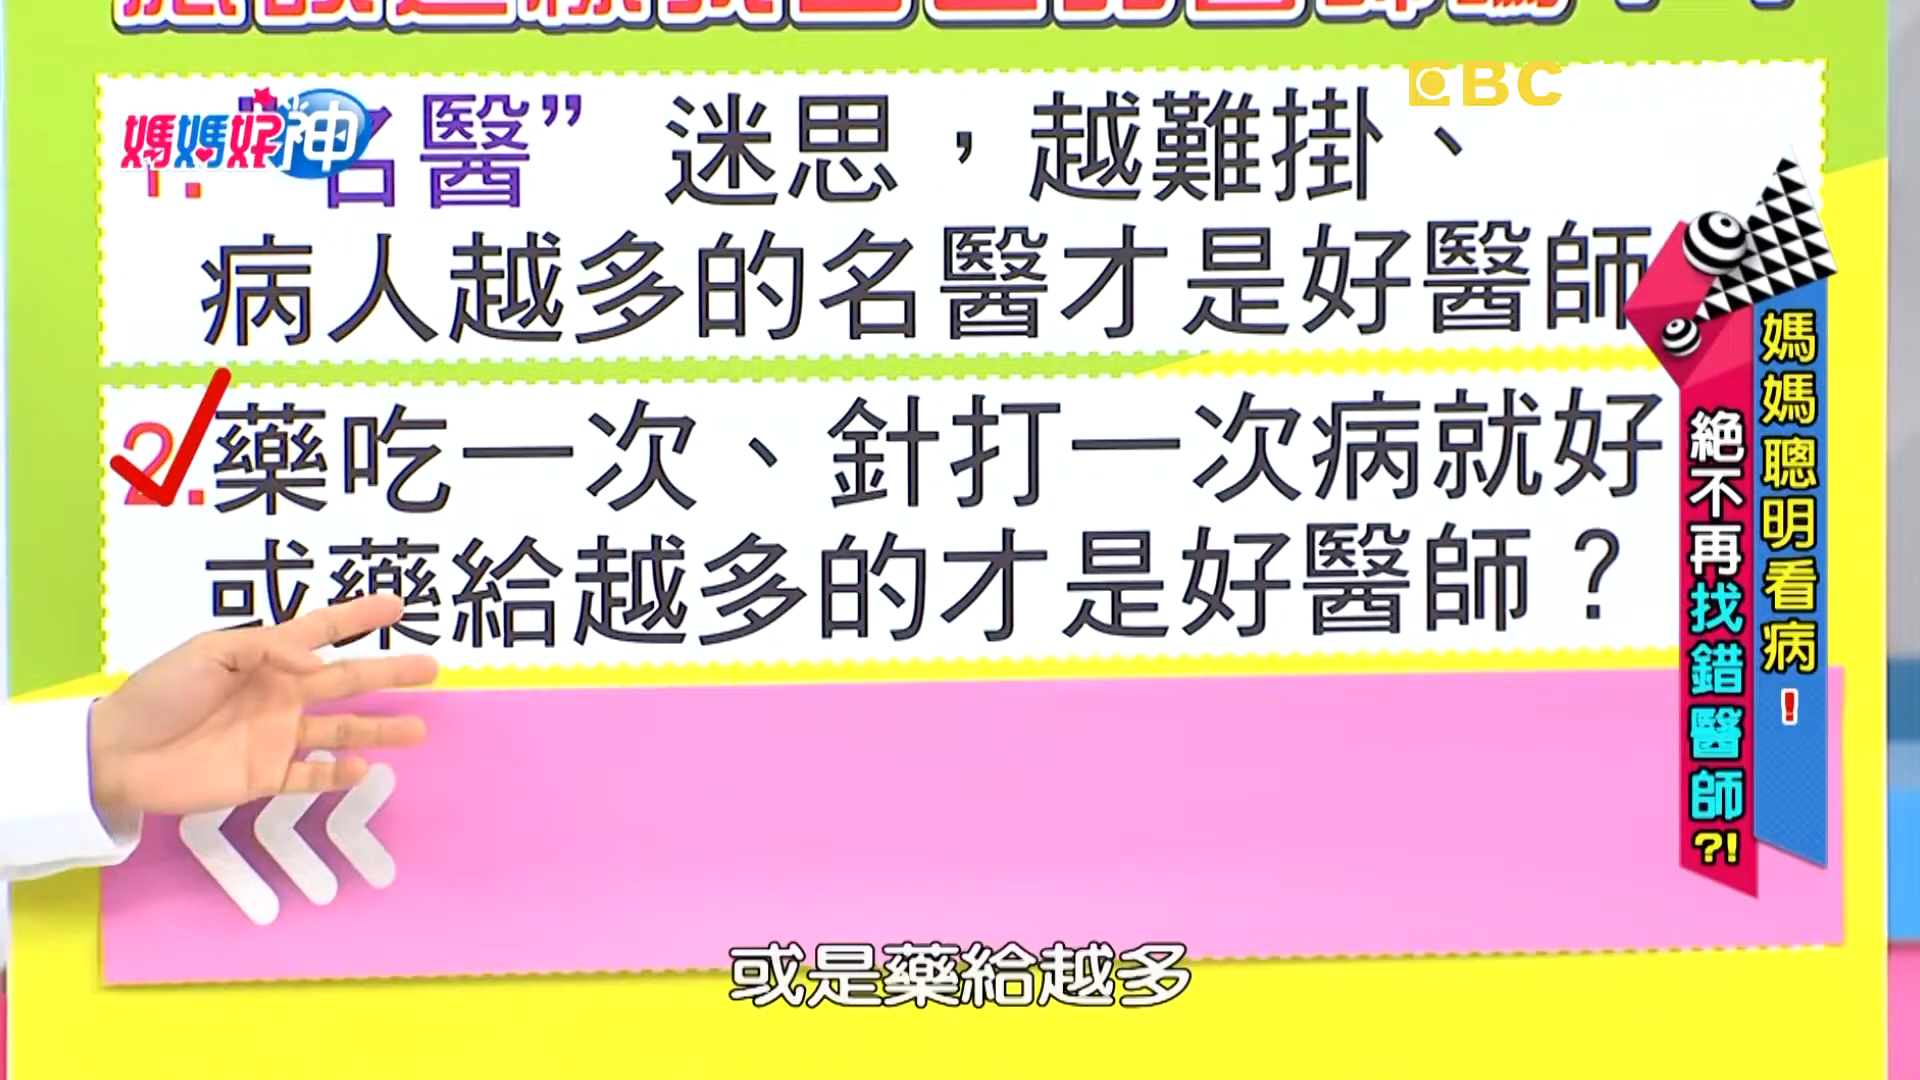 EBC
媽媽好神
1. “名醫” 迷思，越難掛、
病人越多的名醫才是好醫師
2. 藥吃一次、針打一次病就好
或藥給越多的才是好醫師？
媽媽聰明看病！
絕不再找錯醫師?!
或是藥給越多